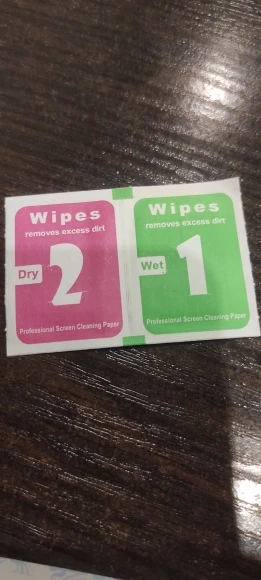 Wipes
removes excess dirt
Dry
2
Professional Screen Cleaning Paper
Wipes
removes excess dirt
Wet
1
Professional Screen Cleaning Paper